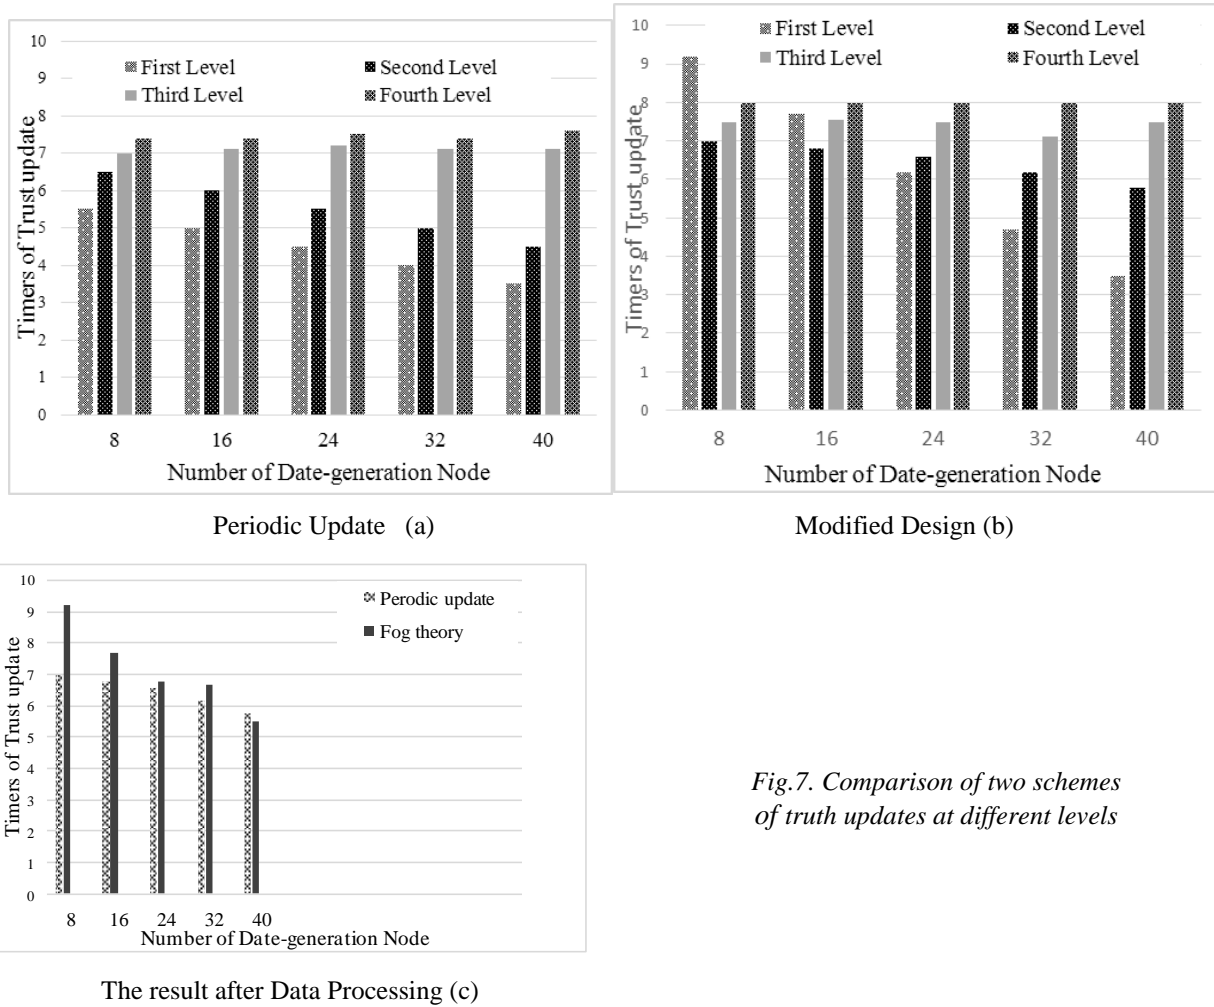 10
9
8
7
6
5
4
3
2
1
0
Timers of Trust update
First Level
Second Level
Third Level
Fourth Level
8 16 24 32 40
Number of Date-generation Node
Periodic Update (a)
10
9
8
7
6
5
4
3
2
1
0
Timers of Trust update
First Level
Second Level
Third Level
Fourth Level
8 16 24 32 40
Number of Date-generation Node
Modified Design (b)
10
9
8
7
6
5
4
3
2
1
0
Timers of Trust update
Perodic update
Fog theory
8 16 24 32 40
Number of Date-generation Node
The result after Data Processing (c)
Fig.7. Comparison of two schemes
of truth updates at different levels